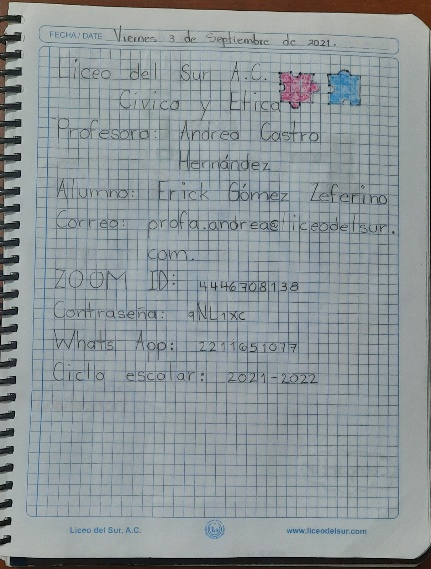 FECHA/DATE Viernes 3 de Septiembre de 2021.
Liceo del Sur A.C.
Civica y Etica
Profesora: Andrea Castro
Hernández
Alumno: Erick Gómez Zeferino
Correo: profa.andrea@liceodelsur.
com.
ZOOM ID: 4446708138
Contraseña: 9NL1xc
Whats App: 2211651077
Ciclo escolar: 2021-2022
Liceo del Sur, A.C. www.liceodelsur.com